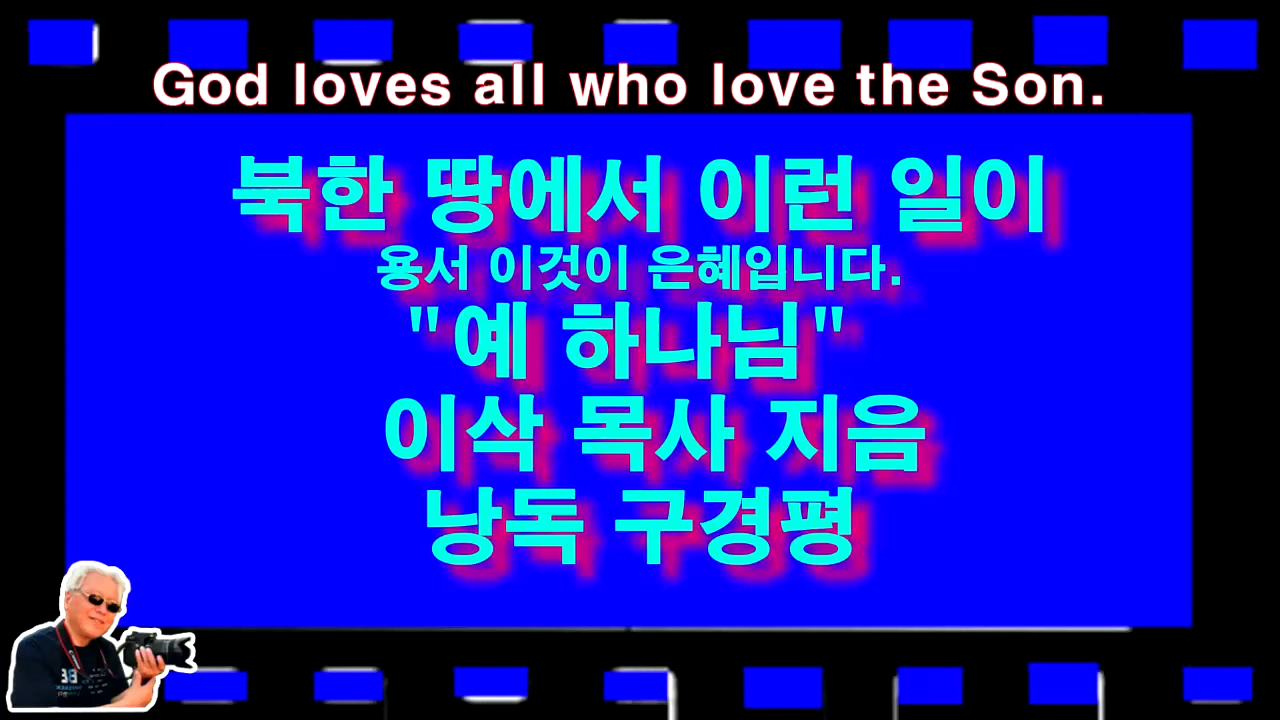 God loves all who love the Son.
북한 땅에서 이런 일이
용서 이것이 은혜입니다.
"예 하나님"
이삭 목사 지음
낭독 구경평